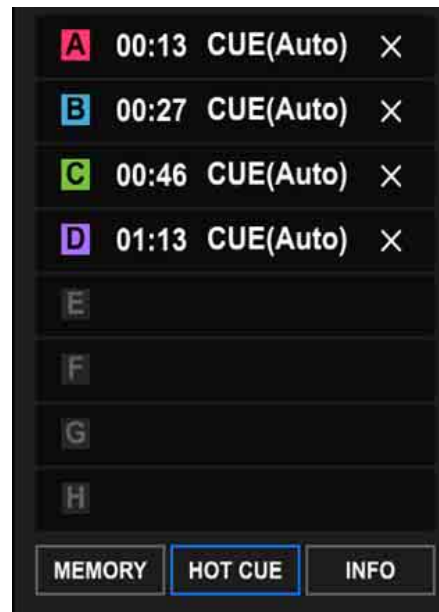 A 00:13 CUE(Auto) ×
B 00:27 CUE(Auto) ×
C 00:46 CUE(Auto) ×
D 01:13 CUE(Auto) ×
E
F
G
H
MEMORY HOT CUE INFO